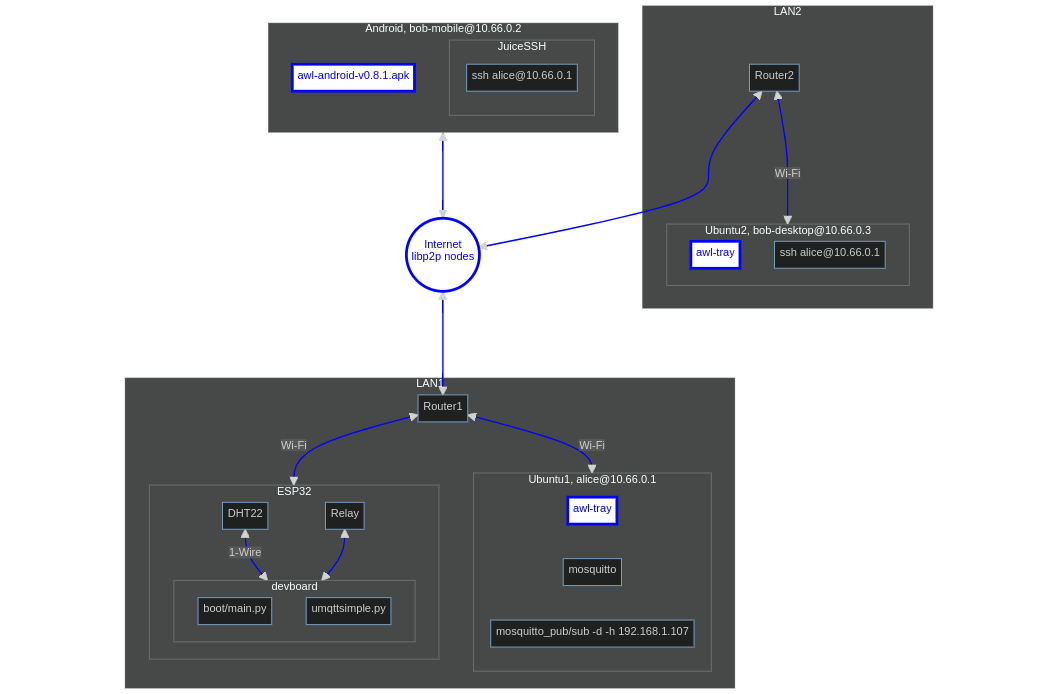 Android, bob-mobile@10.66.0.2
JuiceSSH
awl-android-v0.8.1.apk
ssh alice@10.66.0.1
LAN2
Router2
Wi-Fi
Ubuntu2, bob-desktop@10.66.0.3
awl-tray
ssh alice@10.66.0.1
Internet
libp2p nodes
LAN1
Router1
Wi-Fi
Wi-Fi
ESP32
DHT22
Relay
1-Wire
devboard
boot/main.py
umqttsimple.py
Ubuntu1, alice@10.66.0.1
awl-tray
mosquitto
mosquitto_pub/sub -d -h 192.168.1.107